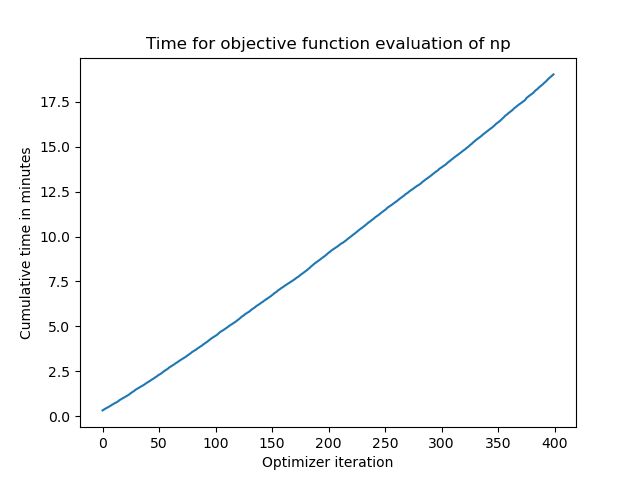 Time for objective function evaluation of np
Cumulative time in minutes
17.5
15.0
12.5
10.0
7.5
5.0
2.5
0.0
0 50 100 150 200 250 300 350 400
Optimizer iteration